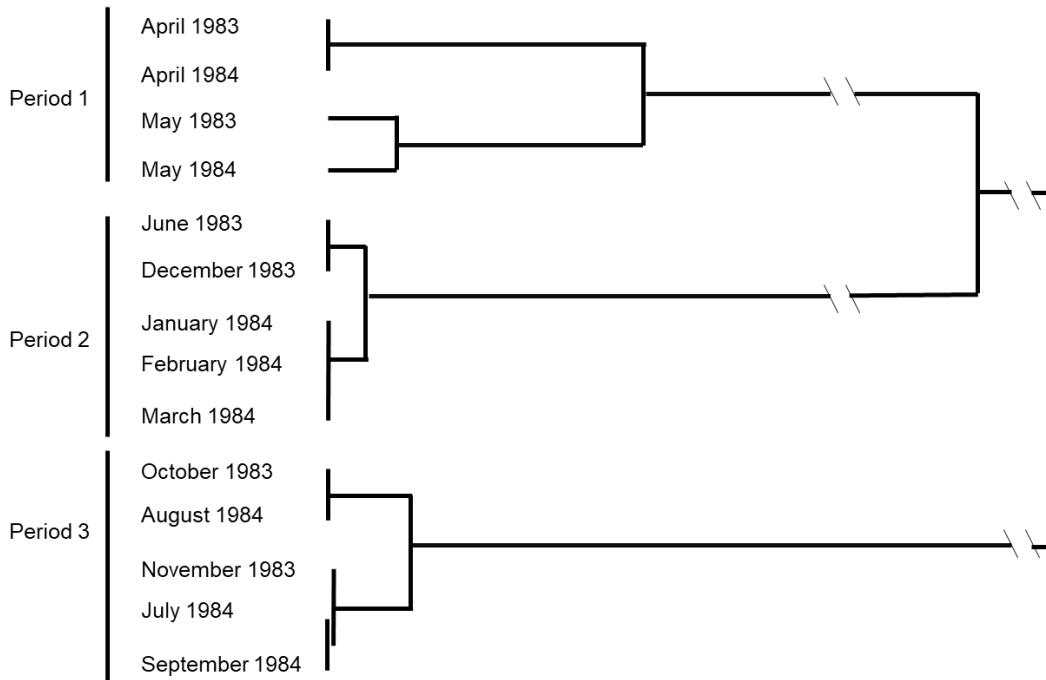 April 1983
April 1984
Period 1
May 1983
May 1984
June 1983
December 1983
January 1984
Period 2
February 1984
March 1984
October 1983
August 1984
Period 3
November 1983
July 1984
September 1984